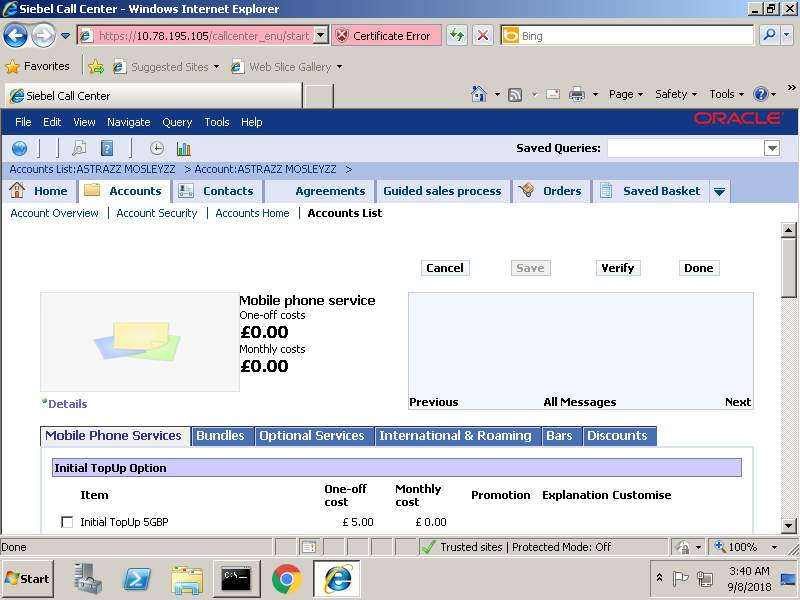 Siebel Call Center - Windows Internet Explorer
https://10.78.195.105/callcenter_enu/start
Certificate Error
Bing
Favorites
Suggested Sites
Web Slice Gallery
Siebel Call Center
Page
Safety
Tools
»
File Edit View Navigate Query Tools Help
ORACLE
Saved Queries:
Accounts List:ASTRAZZ MOSLEYZZ > Account:ASTRAZZ MOSLEYZZ >
Home Accounts Contacts Agreements Guided sales process Orders Saved Basket
Account Overview | Account Security | Accounts Home | Accounts List
Cancel Save Verify Done
Mobile phone service
One-off costs
£0.00
Monthly costs
£0.00
Details
Previous All Messages Next
Mobile Phone Services Bundles Optional Services International & Roaming Bars Discounts
Initial TopUp Option
Item One-off cost Monthly cost Promotion Explanation Customise
Initial TopUp 5GBP £ 5.00 £ 0.00
Done
Trusted sites | Protected Mode: Off
100%
Start
C:\.
3:40 AM
9/8/2018